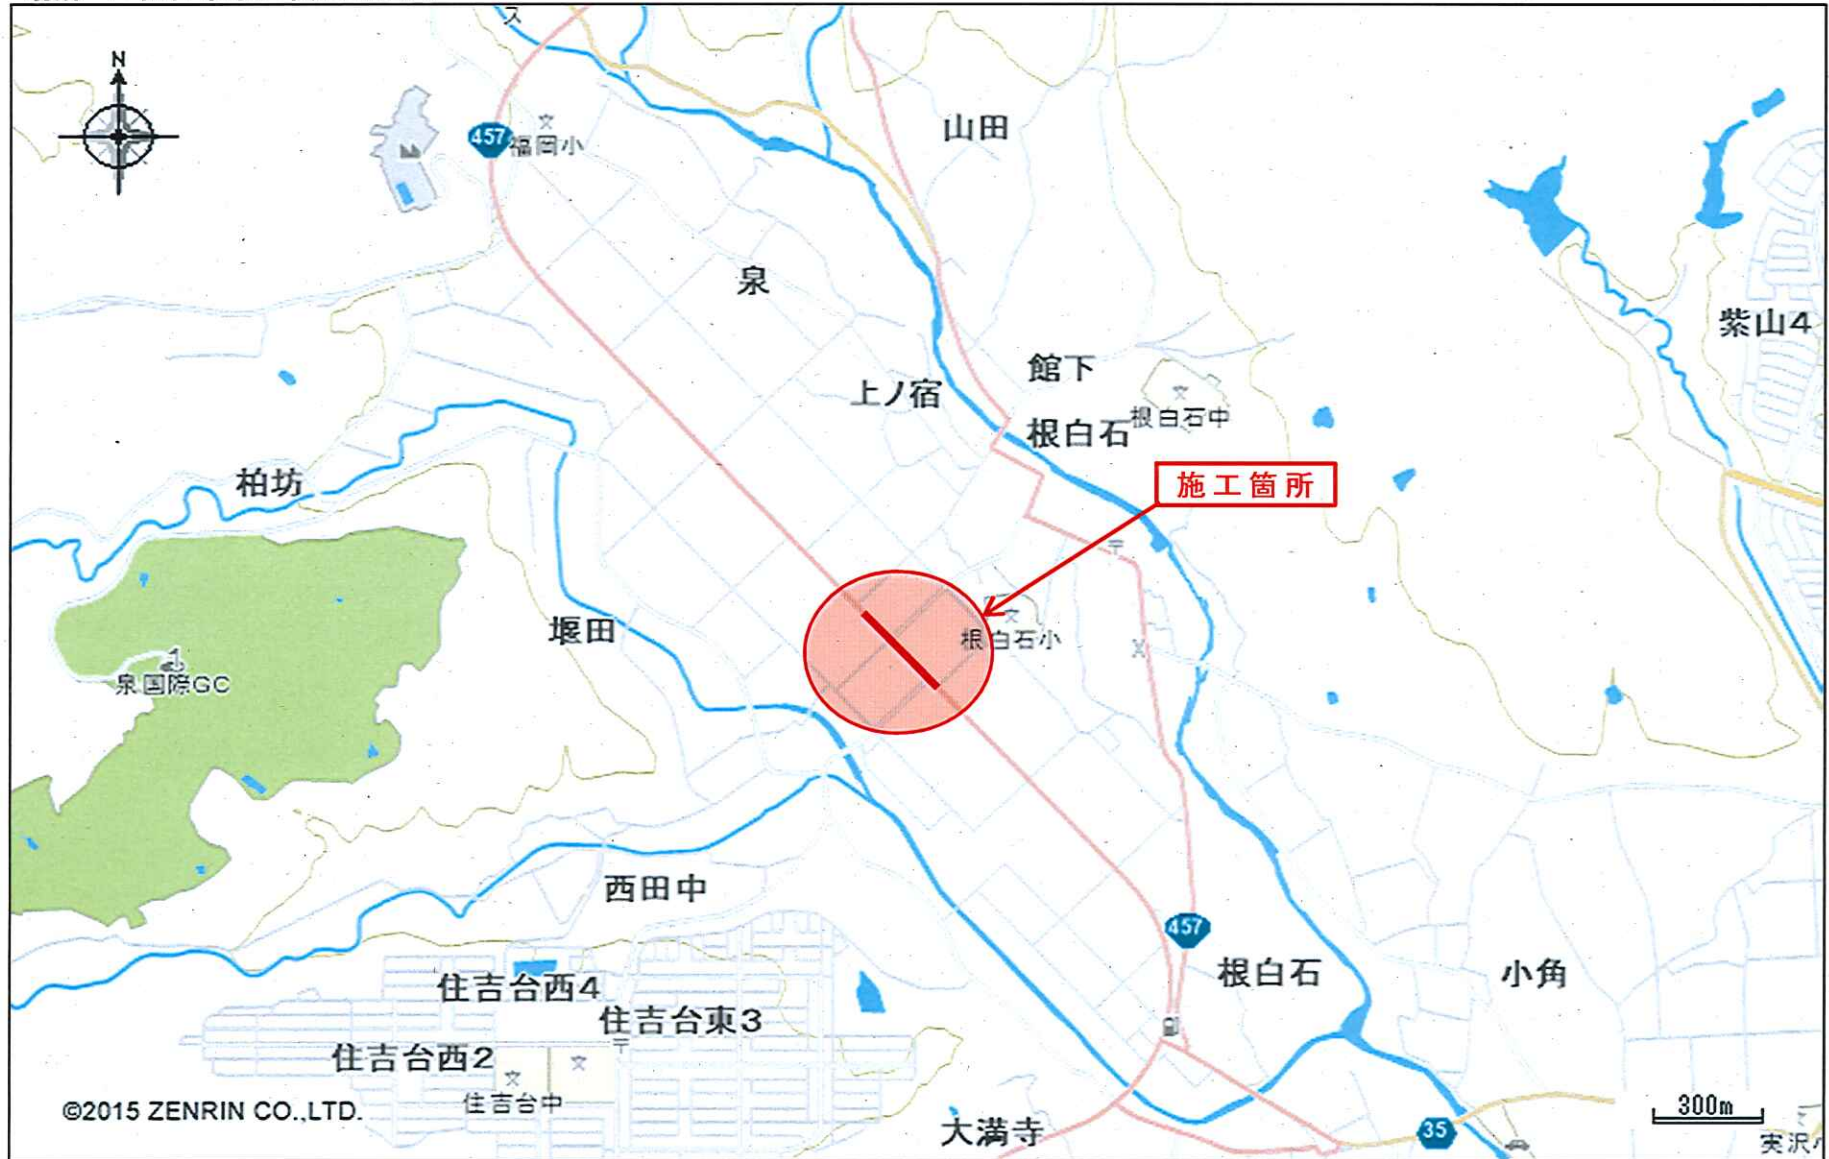 ス
N
457
福岡小
山田
泉
紫山4
館下
上ノ宿
根白石中
根白石
柏坊
施工箇所
堰田
根白石小
泉国際GC
西田中
457
根白石
小角
住吉台西4
住吉台東3
住吉台西2
住吉台中
©2015 ZENRIN CO.,LTD.
大満寺
35
300m
実沢